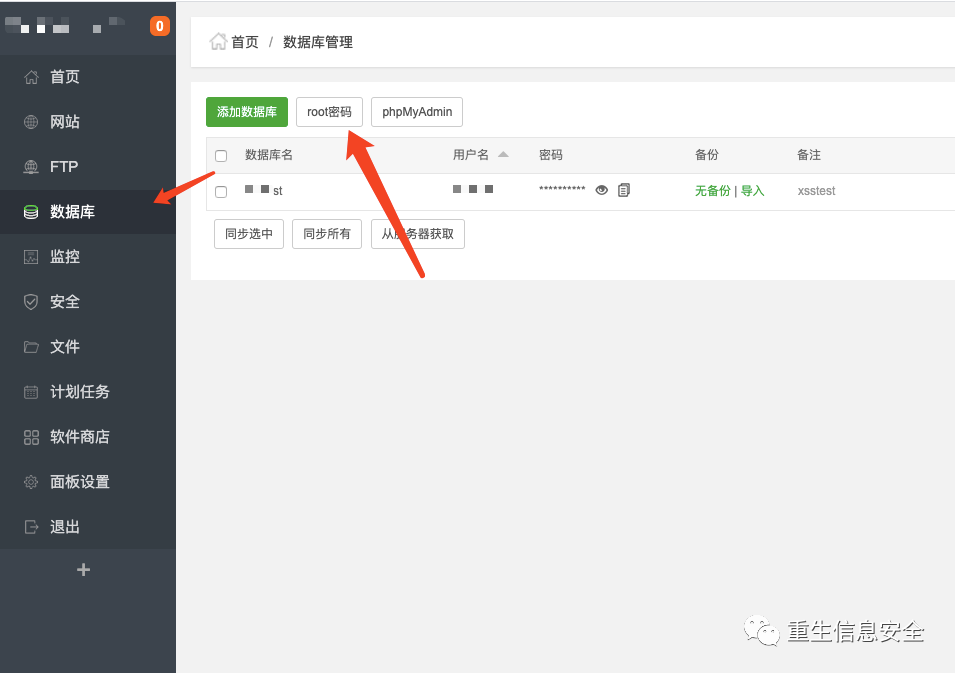 0
首页
网站
FTP
数据库
监控
安全
文件
计划任务
软件商店
面板设置
退出
+
首页 / 数据库管理
添加数据库 root密码 phpMyAdmin
数据库名 用户名 密码 备份 备注
st ********** 无备份 | 导入 xsstest
同步选中 同步所有 从服务器获取
重生信息安全